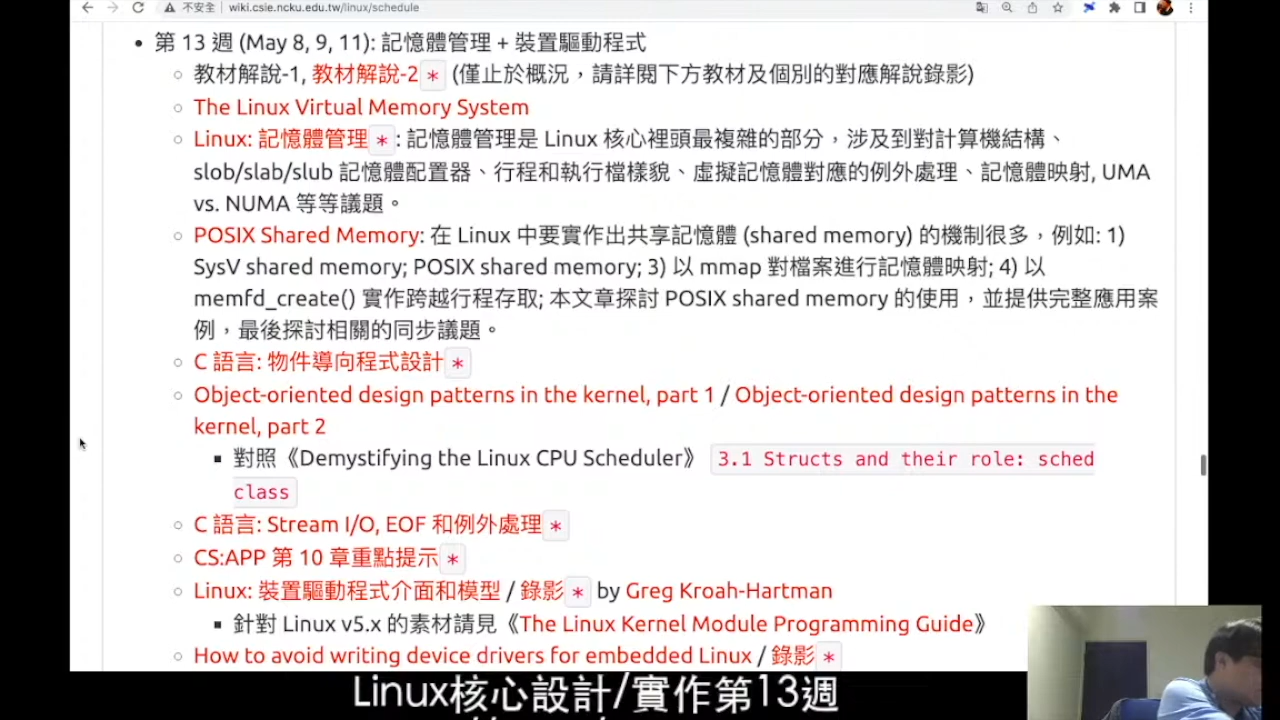 不安全 wiki.csie.ncku.edu.tw/linux/schedule
第 13 週 (May 8, 9, 11): 記憶體管理 + 裝置驅動程式
教材解說-1, 教材解說-2 * (僅止於概況，請詳閱下方教材及個別的對應解說錄影)
The Linux Virtual Memory System
Linux: 記憶體管理 * : 記憶體管理是 Linux 核心裡頭最複雜的部分，涉及到對計算機結構、
slob/slab/slub 記憶體配置器、行程和執行檔樣貌、虛擬記憶體對應的例外處理、記憶體映射, UMA
vs. NUMA 等等議題。
POSIX Shared Memory: 在 Linux 中要實作出共享記憶體 (shared memory) 的機制很多，例如: 1)
SysV shared memory; POSIX shared memory; 3) 以 mmap 對檔案進行記憶體映射; 4) 以
memfd_create() 實作跨越行程存取; 本文章探討 POSIX shared memory 的使用，並提供完整應用案
例，最後探討相關的同步議題。
C 語言: 物件導向程式設計 *
Object-oriented design patterns in the kernel, part 1 / Object-oriented design patterns in the
kernel, part 2
對照《Demystifying the Linux CPU Scheduler》 3.1 Structs and their role: sched
class
C 語言: Stream I/O, EOF 和例外處理 *
CS:APP 第 10 章重點提示 *
Linux: 裝置驅動程式介面和模型 / 錄影 * by Greg Kroah-Hartman
針對 Linux v5.x 的素材請見《The Linux Kernel Module Programming Guide》
How to avoid writing device drivers for embedded Linux / 錄影 *
Linux核心設計/實作第13週